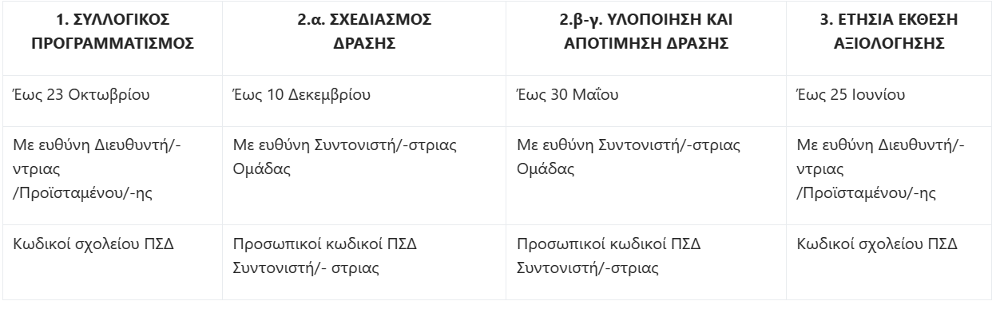 1. ΣΥΛΛΟΓΙΚΟΣ
ΠΡΟΓΡΑΜΜΑΤΙΣΜΟΣ
2.α. ΣΧΕΔΙΑΣΜΟΣ
ΔΡΑΣΗΣ
2.β-γ. ΥΛΟΠΟΙΗΣΗ ΚΑΙ
ΑΠΟΤΙΜΗΣΗ ΔΡΑΣΗΣ
3. ΕΤΗΣΙΑ ΕΚΘΕΣΗ
ΑΞΙΟΛΟΓΗΣΗΣ
Έως 23 Οκτωβρίου
Έως 10 Δεκεμβρίου
Έως 30 Μαΐου
Έως 25 Ιουνίου
Με ευθύνη Διευθυντή/-
ντριας
/Προϊσταμένου/-ης
Με ευθύνη Συντονιστή/-στριας
Ομάδας
Με ευθύνη Συντονιστή/-στριας
Ομάδας
Με ευθύνη Διευθυντή/-
ντριας
/Προϊσταμένου/-ης
Κωδικοί σχολείου ΠΣΔ
Προσωπικοί κωδικοί ΠΣΔ
Συντονιστή/- στριας
Προσωπικοί κωδικοί ΠΣΔ
Συντονιστή/-στριας
Κωδικοί σχολείου ΠΣΔ